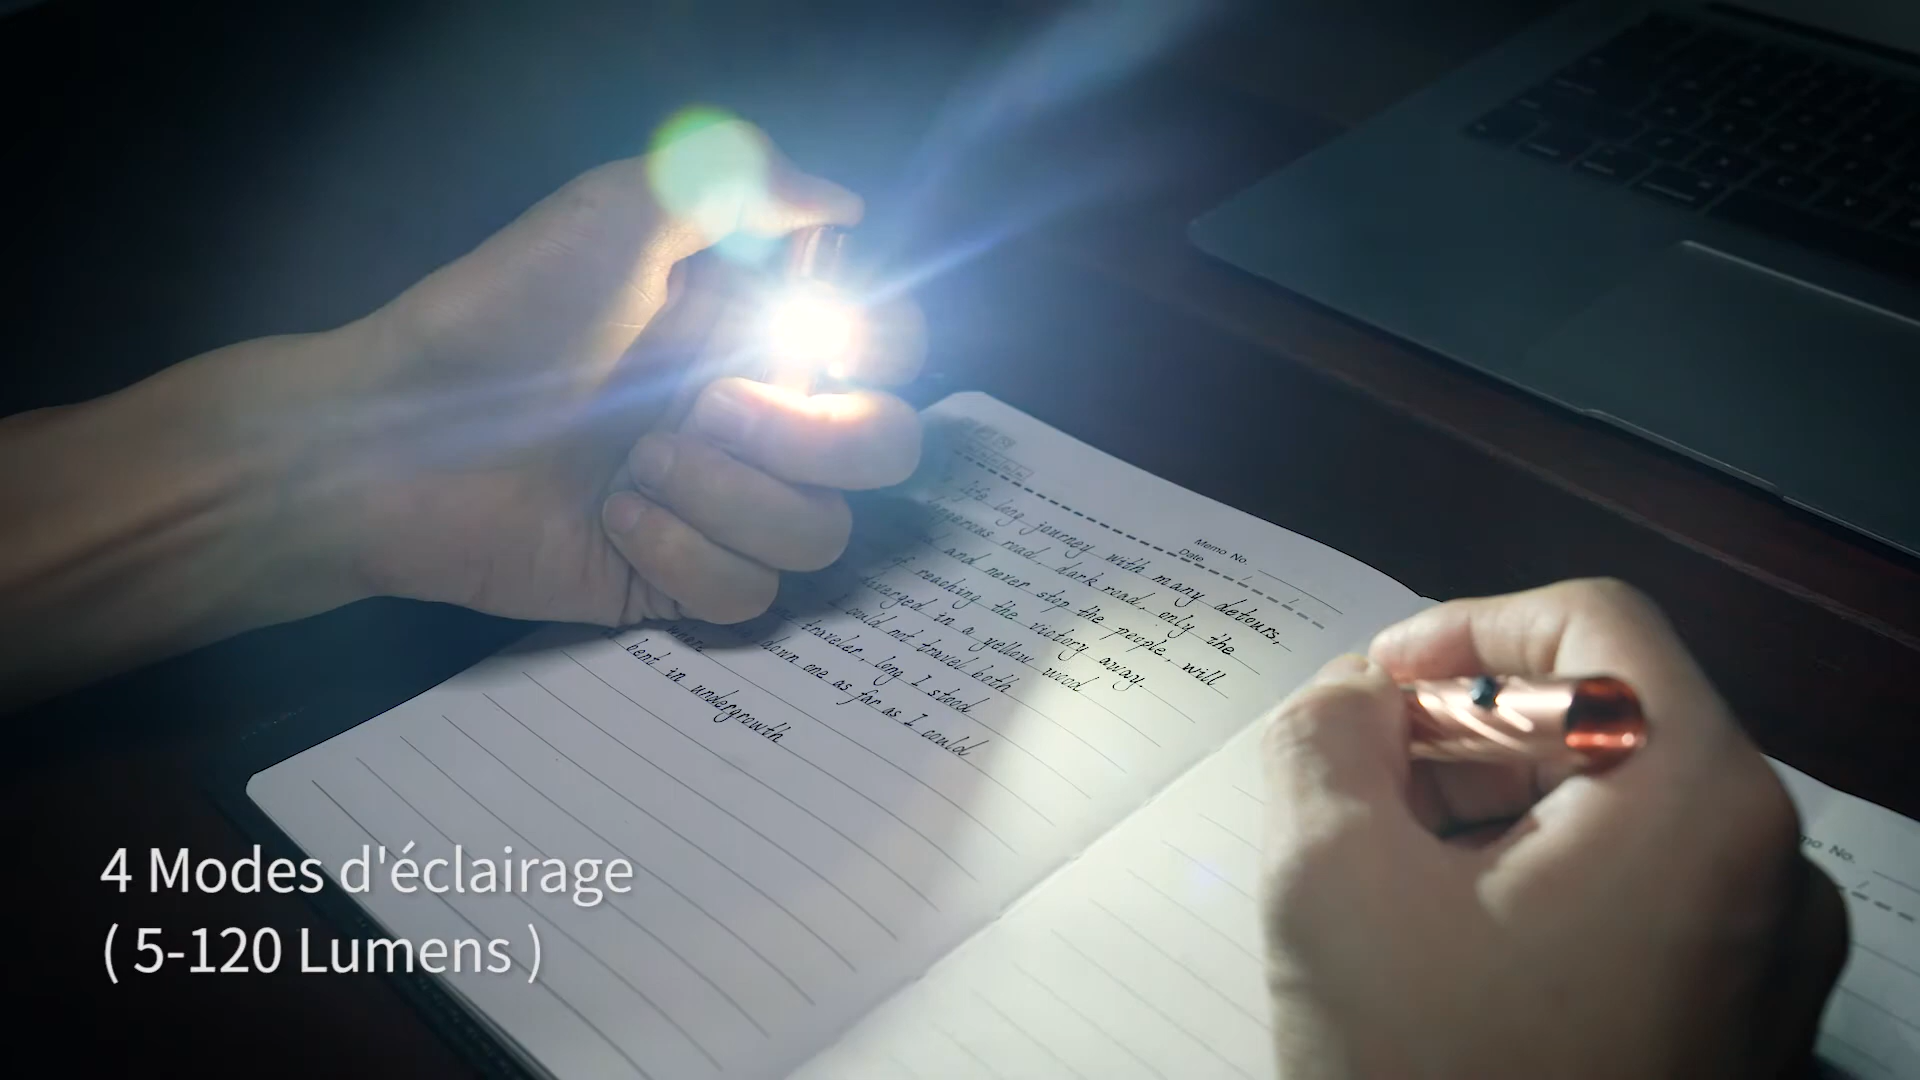 Memo No.
Date
life long journey with many detours,
dangerous road, dark road, only the
and never stop the people, will
of reaching the victory away.
diverged in a yellow wood
I could not travel both
traveler, long I stood
down one as far as I could
bent in undergrowth
No.
4 Modes d'éclairage
( 5-120 Lumens )